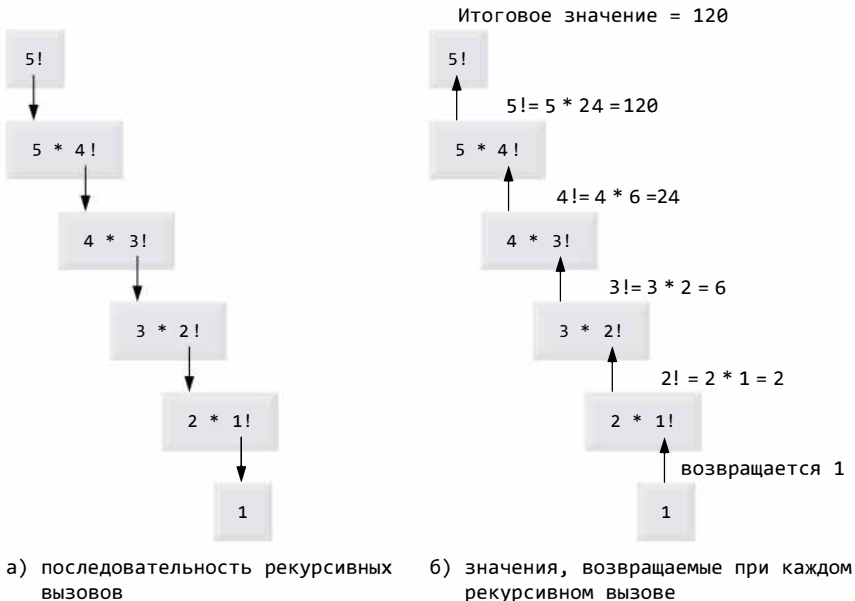 Итоговое значение = 120
5!
5 * 4!
4 * 3!
3 * 2!
2 * 1!
1
а) последовательность рекурсивных
вызовов
5!
5!= 5 * 24 =120
5 * 4!
4!= 4 * 6 =24
4 * 3!
3!= 3 * 2 = 6
3 * 2!
2! = 2 * 1 = 2
2 * 1!
возвращается 1
1
б) значения, возвращаемые при каждом
рекурсивном вызове